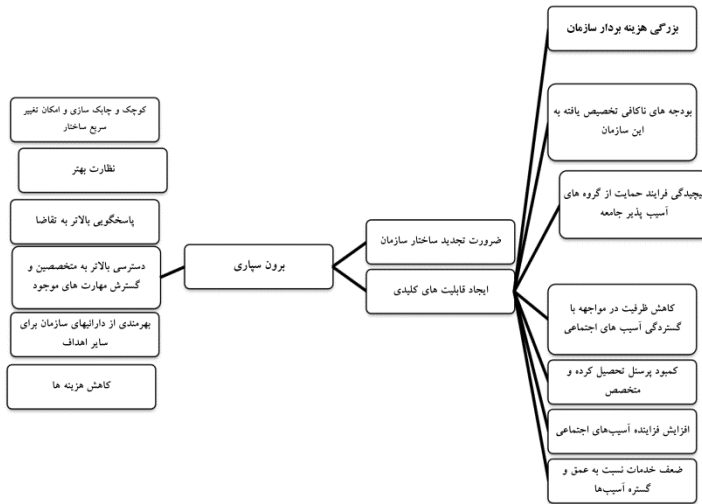 بزرگی هزینه بردار سازمان
بودجه های ناکافی تخصیص یافته به
این سازمان
پیچیدگی فرایند حمایت از گروه های
آسیب پذیر جامعه
کاهش ظرفیت در مواجهه با
گستردگی آسیب های اجتماعی
کمبود پرسنل تحصیل کرده و
متخصص
افزایش فزاینده آسیب‌های اجتماعی
ضعف خدمات نسبت به عمق و
گستره آسیب‌ها
ضرورت تجدید ساختار سازمان
ایجاد قابلیت های کلیدی
برون سپاری
کوچک و چابک سازی و امکان تغییر
سریع ساختار
نظارت بهتر
پاسخگویی بالاتر به تقاضا
دسترسی بالاتر به متخصصین و
گسترش مهارت های موجود
بهرمندی از دارائیهای سازمان برای
سایر اهداف
کاهش هزینه ها